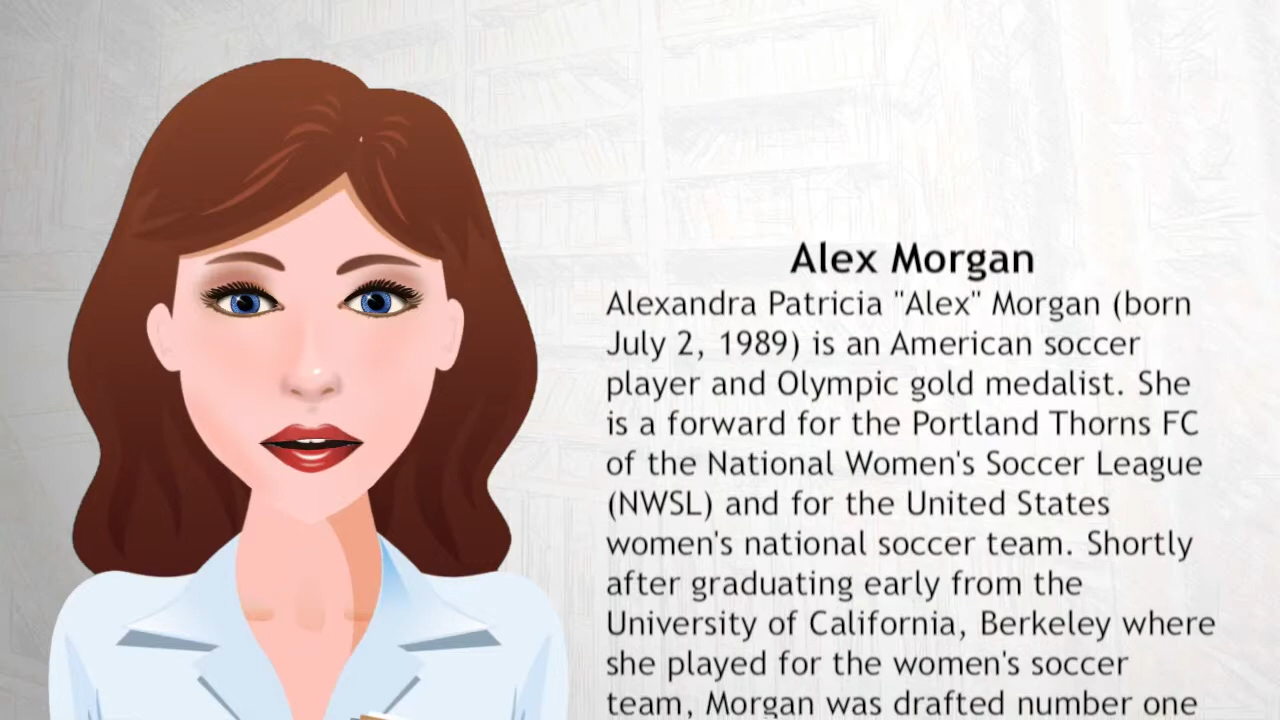 Alex Morgan
Alexandra Patricia "Alex" Morgan (born
July 2, 1989) is an American soccer
player and Olympic gold medalist. She
is a forward for the Portland Thorns FC
of the National Women's Soccer League
(NWSL) and for the United States
women's national soccer team. Shortly
after graduating early from the
University of California, Berkeley where
she played for the women's soccer
team, Morgan was drafted number one